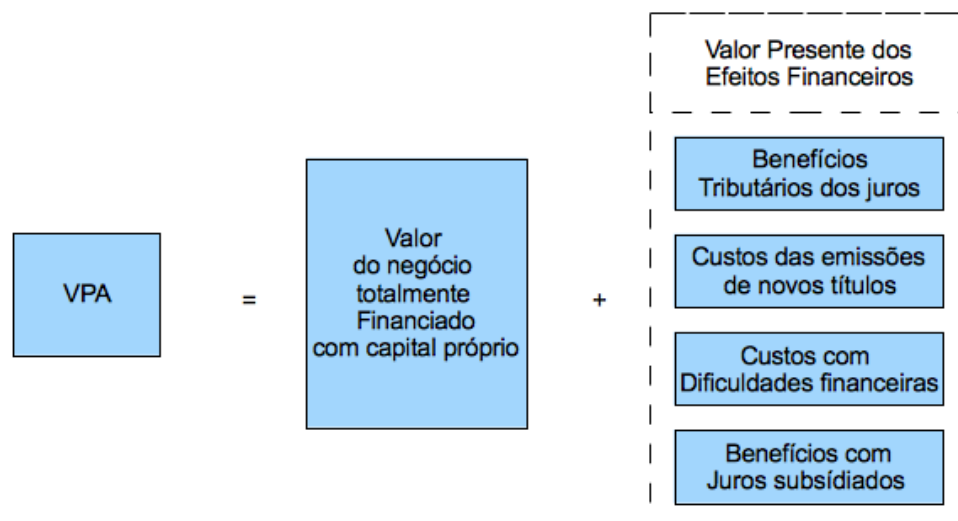 VPA
=
Valor
do negócio
totalmente
Financiado
com capital próprio
+
Valor Presente dos
Efeitos Financeiros
Benefícios
Tributários dos juros
Custos das emissões
de novos títulos
Custos com
Dificuldades financeiras
Benefícios com
Juros subsídiados